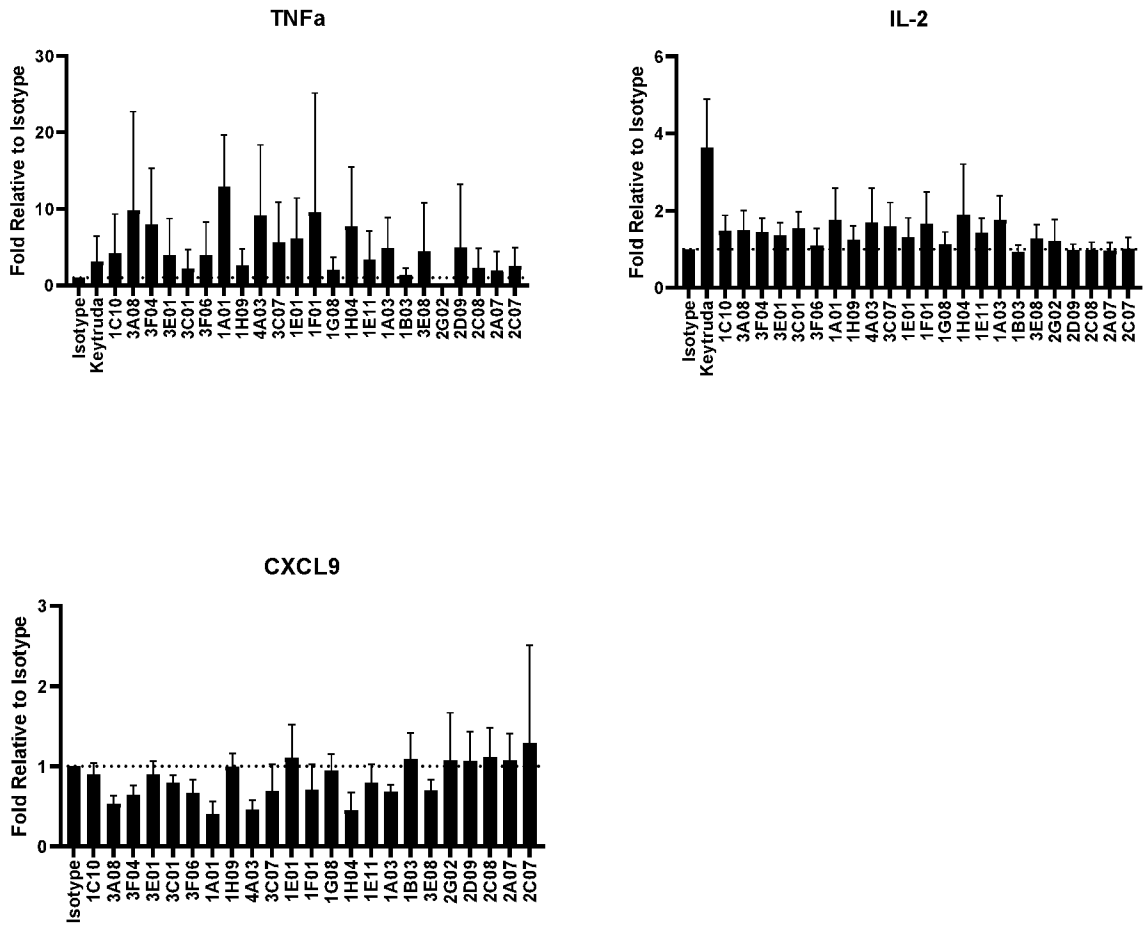 TNFa
Fold Relative to Isotype
30
20
10
0
Isotype
Keytruda
1C10
3A08
3F04
3E01
3C01
3F06
1A01
1H09
4A03
3C07
1E01
1F01
1G08
1H04
1E11
1A03
1B03
3E08
2G02
2D09
2C08
2A07
2C07
IL-2
Fold Relative to Isotype
6
4
2
0
Isotype
Keytruda
1C10
3A08
3F04
3E01
3C01
3F06
1A01
1H09
4A03
3C07
1E01
1F01
1G08
1H04
1E11
1A03
1B03
3E08
2G02
2D09
2C08
2A07
2C07
CXCL9
Fold Relative to Isotype
3
2
1
0
Isotype
1C10
3A08
3F04
3E01
3C01
3F06
1A01
1H09
4A03
3C07
1E01
1F01
1G08
1H04
1E11
1A03
1B03
3E08
2G02
2D09
2C08
2A07
2C07